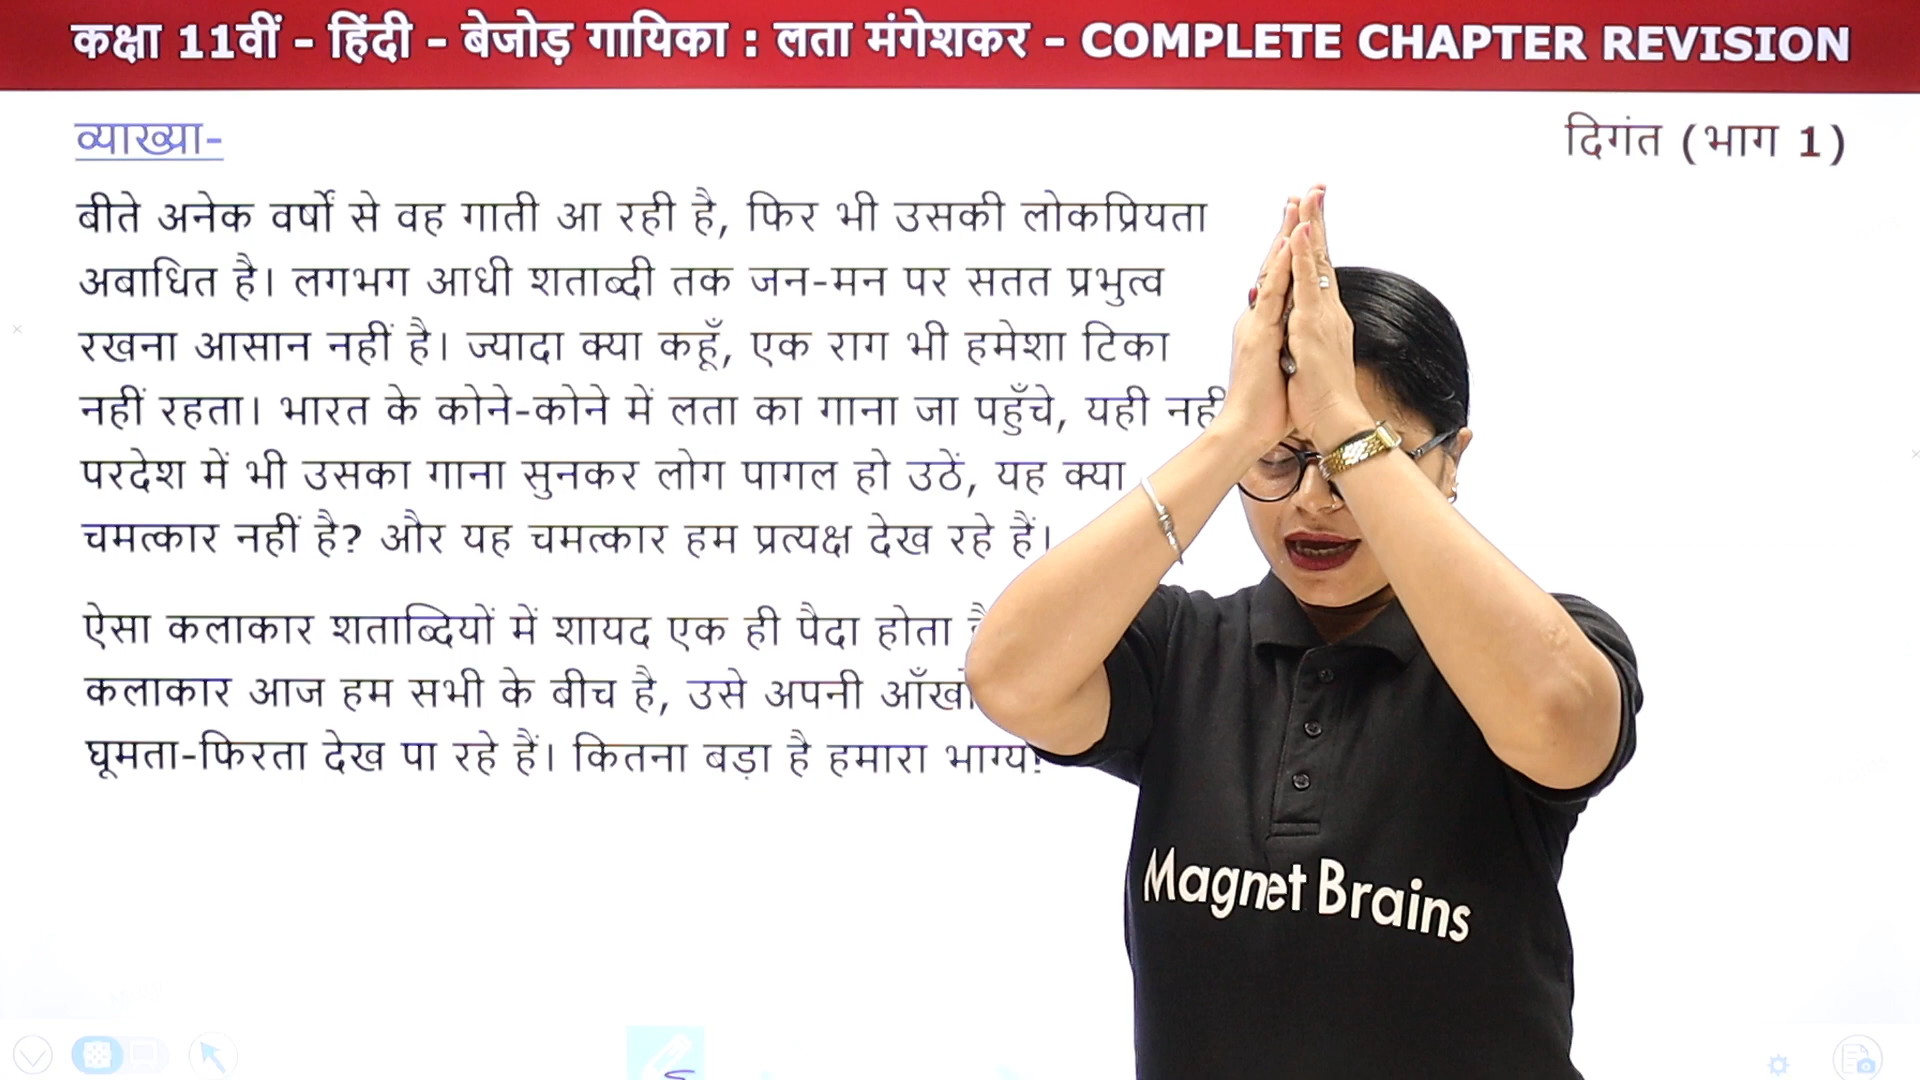 कक्षा 11वीं - हिंदी - बेजोड़ गायिका : लता मंगेशकर - COMPLETE CHAPTER REVISION
व्याख्या-
दिगंत (भाग 1)
बीते अनेक वर्षों से वह गाती आ रही है, फिर भी उसकी लोकप्रियता
अबाधित है। लगभग आधी शताब्दी तक जन-मन पर सतत प्रभुत्व
रखना आसान नहीं है। ज्यादा क्या कहूँ, एक राग भी हमेशा टिका
नहीं रहता। भारत के कोने-कोने में लता का गाना जा पहुँचे, यही नहीं
परदेश में भी उसका गाना सुनकर लोग पागल हो उठें, यह क्या
चमत्कार नहीं है? और यह चमत्कार हम प्रत्यक्ष देख रहे हैं।
ऐसा कलाकार शताब्दियों में शायद एक ही पैदा होता
कलाकार आज हम सभी के बीच है, उसे अपनी
घूमता-फिरता देख पा रहे हैं। कितना बड़ा है हमारा भाग्य!
Magnet Brains